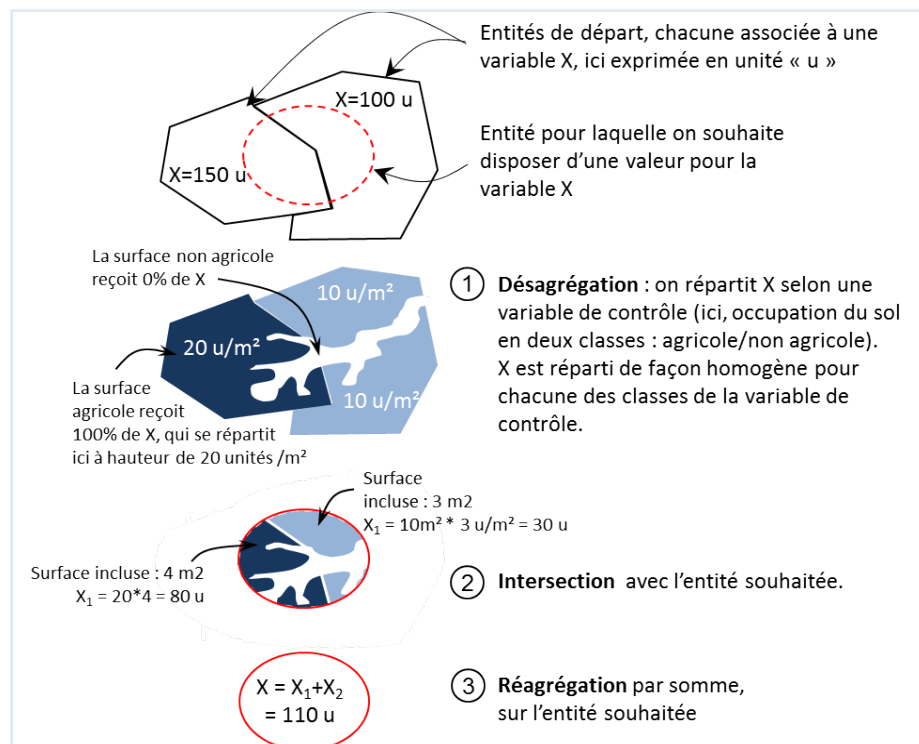 Entités de départ, chacune associée à une
variable X, ici exprimée en unité « u »
X=100 u
X=150 u
Entité pour laquelle on souhaite
disposer d’une valeur pour la
variable X
La surface non agricole
reçoit 0% de X
10 u/m²
20 u/m²
10 u/m²
La surface
agricole reçoit
100% de X, qui se répartit
ici à hauteur de 20 unités /m²
1 Désagrégation : on répartit X selon une
variable de contrôle (ici, occupation du sol
en deux classes : agricole/non agricole).
X est réparti de façon homogène pour
chacune des classes de la variable de
contrôle.
Surface
incluse : 3 m2
X₁ = 10m² * 3 u/m² = 30 u
Surface incluse : 4 m2
X₁ = 20*4 = 80 u
2 Intersection avec l’entité souhaitée.
X = X₁+X₂
= 110 u
3 Réagrégation par somme,
sur l’entité souhaitée